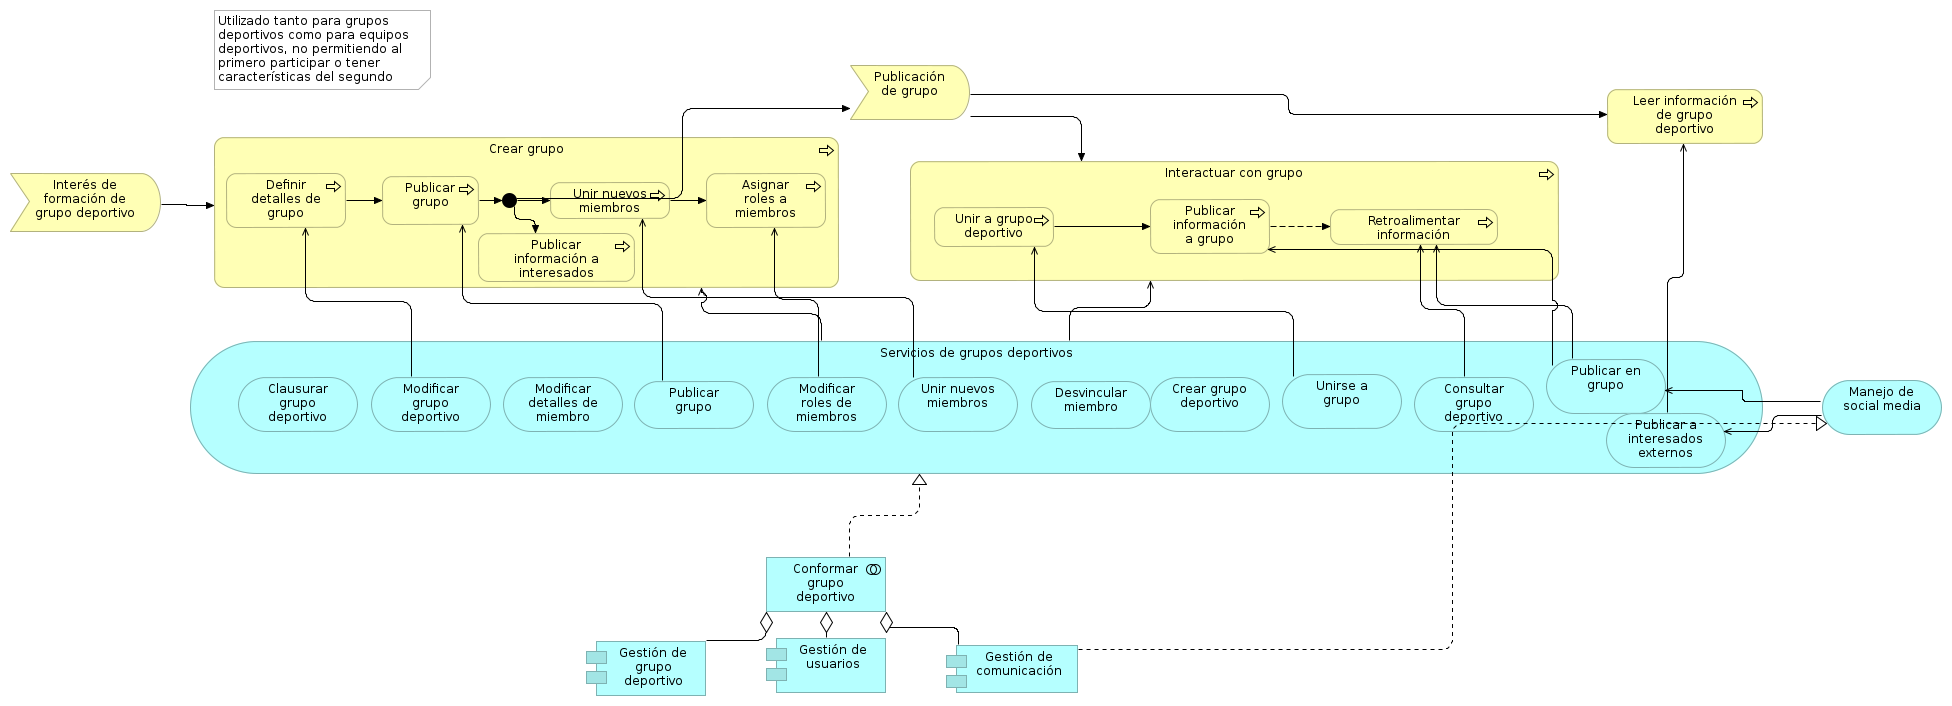 Utilizado tanto para grupos
deportivos como para equipos
deportivos, no permitiendo al
primero participar o tener
características del segundo
Publicación
de grupo
Leer información
de grupo
deportivo
Interés de
formación de
grupo deportivo
Crear grupo
Definir
detalles de
grupo
Publicar
grupo
Unir nuevos
miembros
Asignar
roles a
miembros
Publicar
información a
interesados
Interactuar con grupo
Unir a grupo
deportivo
Publicar
información
a grupo
Retroalimentar
información
Servicios de grupos deportivos
Clausurar
grupo
deportivo
Modificar
grupo
deportivo
Modificar
detalles de
miembro
Publicar
grupo
Modificar
roles de
miembros
Unir nuevos
miembros
Desvincular
miembro
Crear grupo
deportivo
Unirse a
grupo
Consultar
grupo
deportivo
Publicar en
grupo
Publicar a
interesados
externos
Manejo de
social media
Conformar
grupo
deportivo
Gestión de
grupo
deportivo
Gestión de
usuarios
Gestión de
comunicación